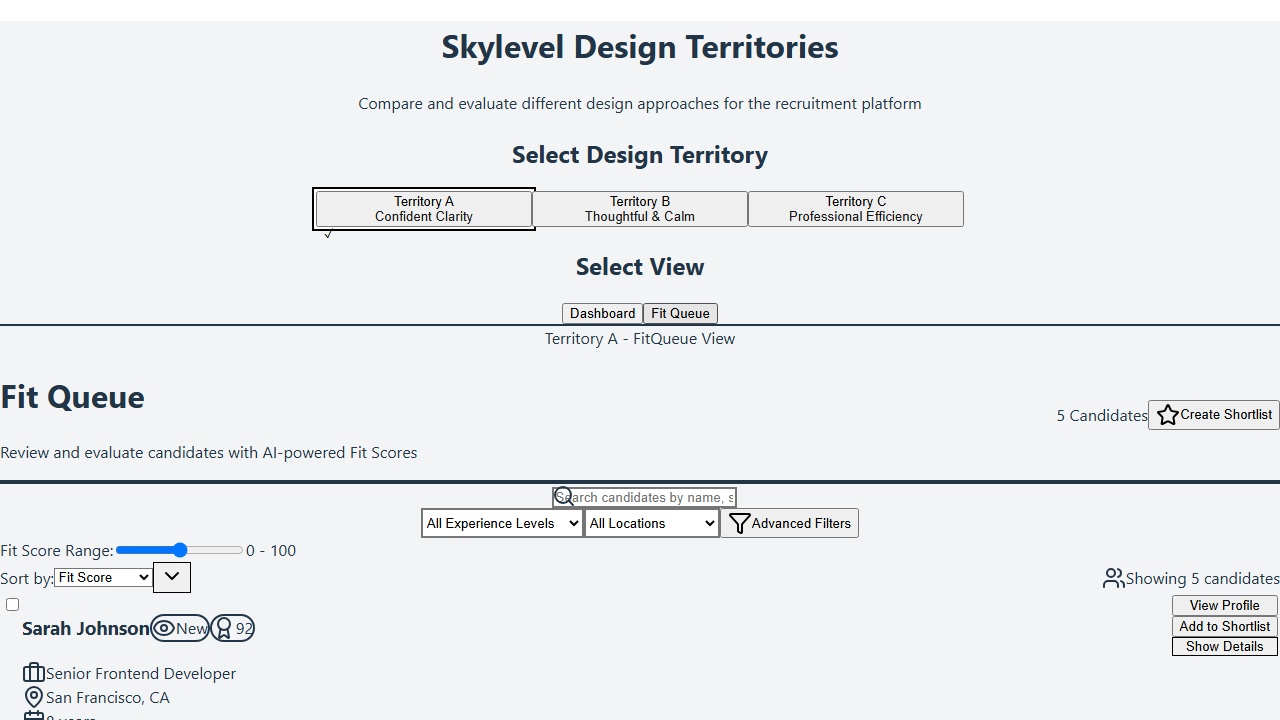 Skylevel Design Territories
Compare and evaluate different design approaches for the recruitment platform
Select Design Territory
Territory A
Confident Clarity
✓
Territory B
Thoughtful & Calm
Territory C
Professional Efficiency
Select View
Dashboard
Fit Queue
Territory A - FitQueue View
Fit Queue
5 Candidates
Create Shortlist
Review and evaluate candidates with AI-powered Fit Scores
Search candidates by name, s
All Experience Levels
All Locations
Advanced Filters
Fit Score Range:
0 - 100
Sort by:
Fit Score
Showing 5 candidates
Sarah Johnson
New
92
View Profile
Add to Shortlist
Show Details
Senior Frontend Developer
San Francisco, CA
8 years